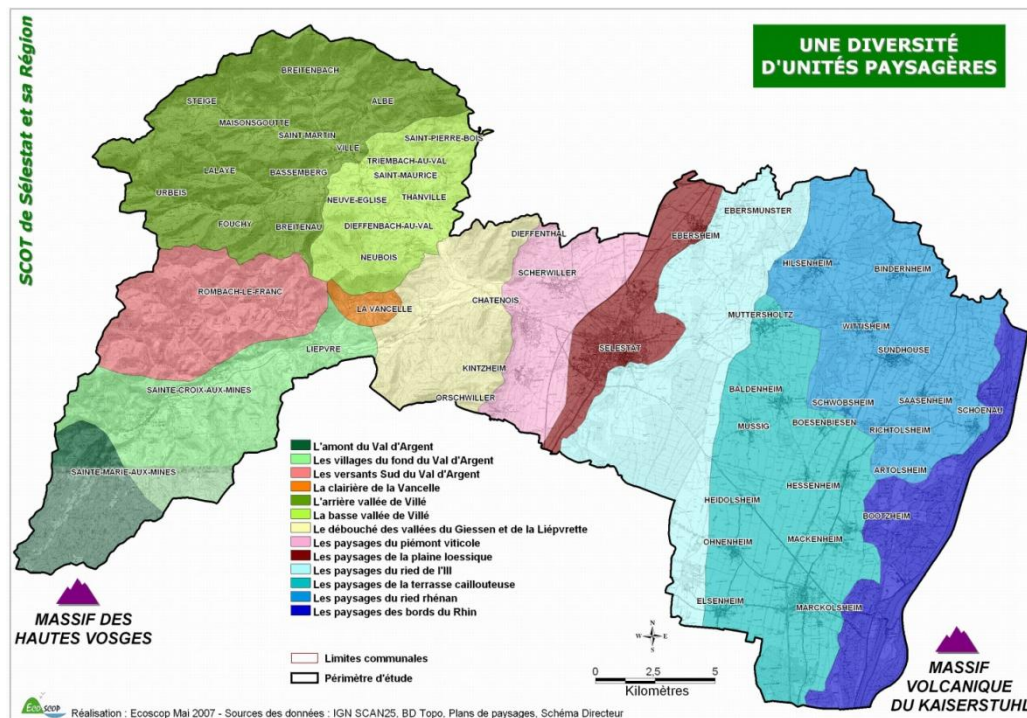 SCOT de Sélestat et sa Région
UNE DIVERSITÉ
D'UNITÉS PAYSAGÈRES
BREITENBACH
STEIGE
ALBE
MAISONSGOUTTE
SAINT MARTIN
SAINT-PIERRE-BOIS
VILLE
TRIEMBACH-AU-VAL
LALAYE
BASSEMBERG
SAINT-MAURICE
URBEIS
NEUVE-EGLISE
THANVILLE
FOUCHY
BREITENAU
DIEFFENBACH-AU-VAL
NEUBOIS
DIEFFENTHAL
EBERSMUNSTER
EBERSHEIM
SCHERWILLER
HILSENHEIM
BINDERNHEIM
ROMBACH-LE-FRANC
LA VANCELLE
CHATENOIS
MUTTERSHOLTZ
WITTISHEIM
LIEPVRE
SELESTAT
SUNDHOUSE
KINTZHEIM
SAINTE-CROIX-AUX-MINES
BALDENHEIM
ORSCHWILLER
SCHWOBSHEIM
SAASENHEIM
SCHOENAU
MUSSIG
BOESENBIESEN
RICHTOLSHEIM
SAINTE-MARIE-AUX-MINES
ARTOLSHEIM
HESSENHEIM
HEIDOLSHEIM
BOOTZHEIM
OHNENHEIM
MACKENHEIM
ELSENHEIM
MARCKOLSHEIM
L'amont du Val d'Argent
Les villages du fond du Val d'Argent
Les versants Sud du Val d'Argent
La clairière de la Vancelle
L'arrière vallée de Villé
La basse vallée de Villé
Le débouché des vallées du Giessen et de la Liépvrette
Les paysages du piémont viticole
Les paysages de la plaine loessique
Les paysages du ried de l'Ill
Les paysages de la terrasse caillouteuse
Les paysages du ried rhénan
Les paysages des bords du Rhin
MASSIF DES
HAUTES VOSGES
Limites communales
Périmètre d'étude
N
W E
S
0 2,5 5
Kilomètres
MASSIF
VOLCANIQUE
DU KAISERSTUHL
Ecoscop
Réalisation : Ecoscop Mai 2007 - Sources des données : IGN SCAN25, BD Topo, Plans de paysages, Schéma Directeur